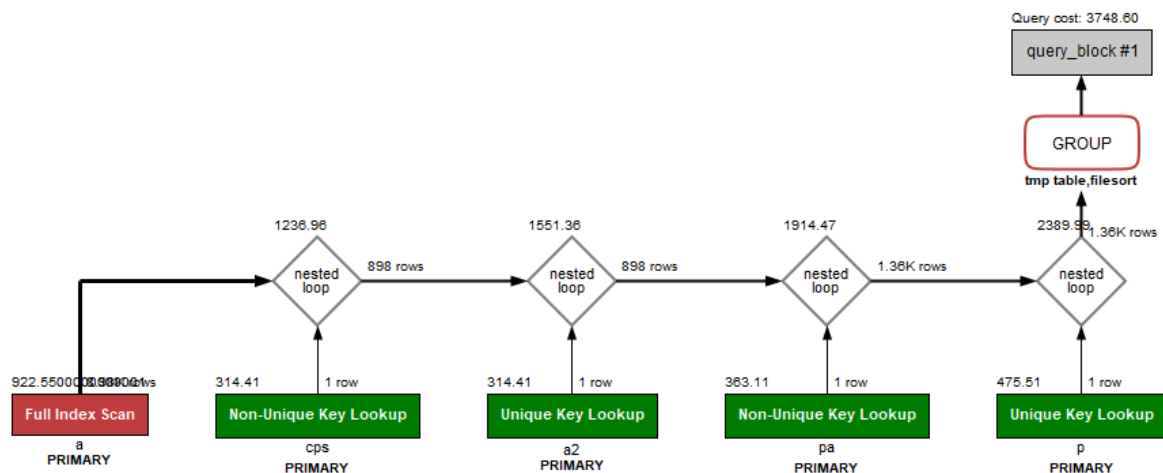 Query cost: 3748.60
query_block #1
GROUP
tmp table,filesort
1236.96
1551.36
1914.47
2389.99
1.36K rows
nested
loop
898 rows
nested
loop
898 rows
nested
loop
1.36K rows
nested
loop
rows
314.41
1 row
314.41
1 row
363.11
1 row
475.51
1 row
Full Index Scan
Non-Unique Key Lookup
Unique Key Lookup
Non-Unique Key Lookup
Unique Key Lookup
a
cps
a2
pa
p
PRIMARY
PRIMARY
PRIMARY
PRIMARY
PRIMARY